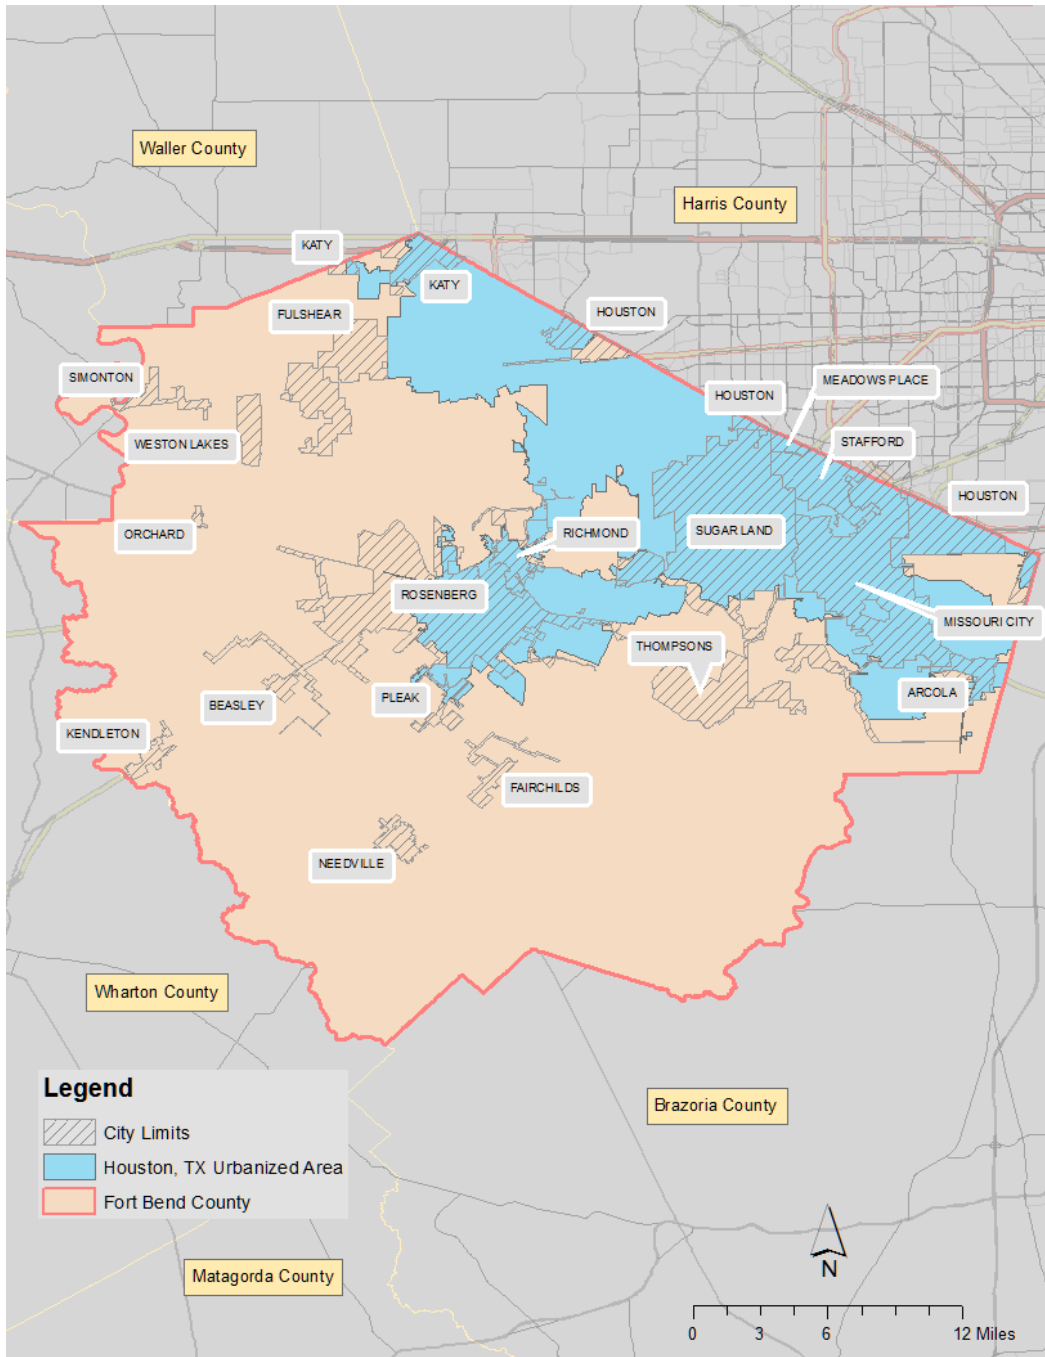 Waller County
Harris County
KATY
KATY
FULSHEAR
HOUSTON
SIMONTON
HOUSTON
MEADOWS PLACE
WESTON LAKES
STAFFORD
HOUSTON
ORCHARD
RICHMOND
SUGAR LAND
ROSENBERG
MISSOURI CITY
THOMPSONS
BEASLEY
PLEAK
ARCOLA
KENDLETON
FAIRCHILDS
NEEDVILLE
Wharton County
Brazoria County
Matagorda County
Legend
City Limits
Houston, TX Urbanized Area
Fort Bend County
N
0 3 6 12 Miles